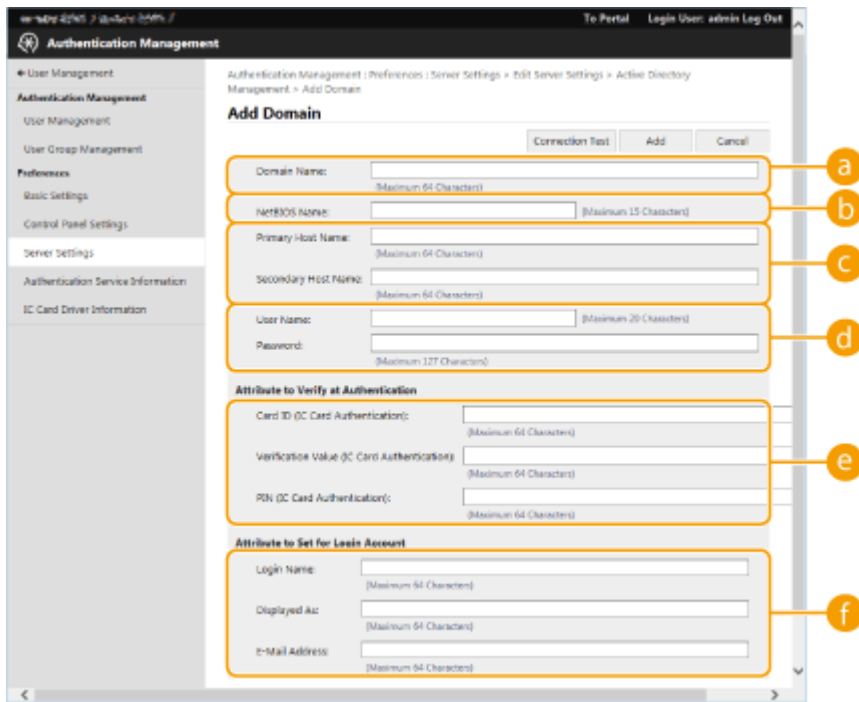 To Portal Login User: admin Log Out
Authentication Management
User Management
Authentication Management
User Management
User Group Management
Preferences
Basic Settings
Control Panel Settings
Server Settings
Authentication Service Information
IC Card Driver Information
Authentication Management : Preferences : Server Settings > Edit Server Settings > Active Directory
Management > Add Domain
Add Domain
Connection Test Add Cancel
Domain Name:
(Maximum 64 Characters)
a
NetBIOS Name: (Maximum 15 Characters)
b
Primary Host Name:
(Maximum 64 Characters)
Secondary Host Name:
(Maximum 64 Characters)
c
User Name: (Maximum 20 Characters)
Password:
(Maximum 127 Characters)
d
Attribute to Verify at Authentication
Card ID (IC Card Authentication):
(Maximum 64 Characters)
Verification Value (IC Card Authentication):
(Maximum 64 Characters)
PIN (IC Card Authentication):
(Maximum 64 Characters)
e
Attribute to Set for Login Account
Login Name:
(Maximum 64 Characters)
Displayed As:
(Maximum 64 Characters)
E-Mail Address:
(Maximum 64 Characters)
f